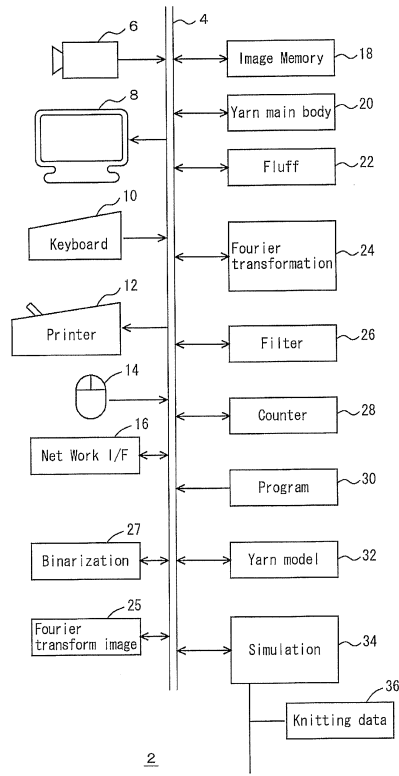 6
4
8
10
Keyboard
12
Printer
14
16
Net Work I/F
27
Binarization
25
Fourier
transform image
Image Memory
18
Yarn main body
20
Fluff
22
Fourier
transformation
24
Filter
26
Counter
28
Program
30
Yarn model
32
Simulation
34
36
Knitting data
2